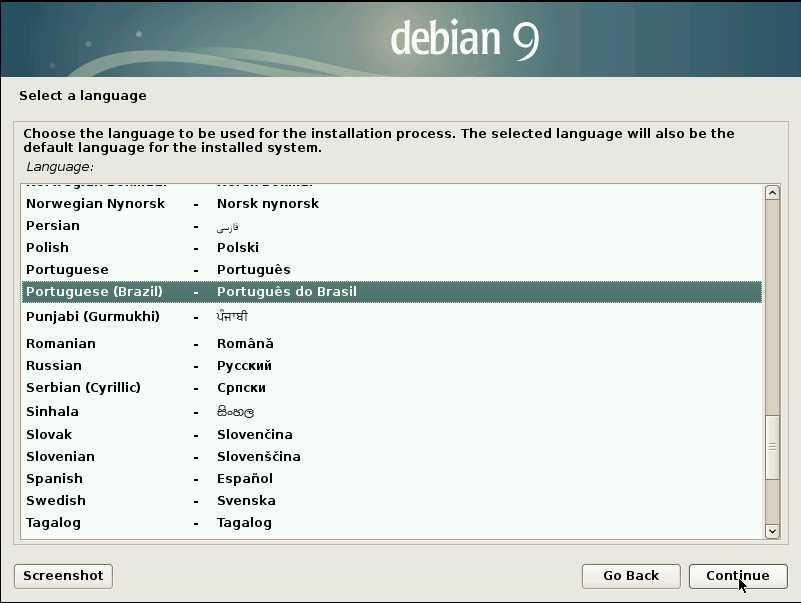 debian 9
Select a language
Choose the language to be used for the installation process. The selected language will also be the
default language for the installed system.
Language:
Norwegian Nynorsk - Norsk nynorsk
Persian - فارسی
Polish - Polski
Portuguese - Português
Portuguese (Brazil) - Português do Brasil
Punjabi (Gurmukhi) - ਪੰਜਾਬੀ
Romanian - Română
Russian - Русский
Serbian (Cyrillic) - Српски
Sinhala - සිංහල
Slovak - Slovenčina
Slovenian - Slovenščina
Spanish - Español
Swedish - Svenska
Tagalog - Tagalog
Screenshot Go Back Continue